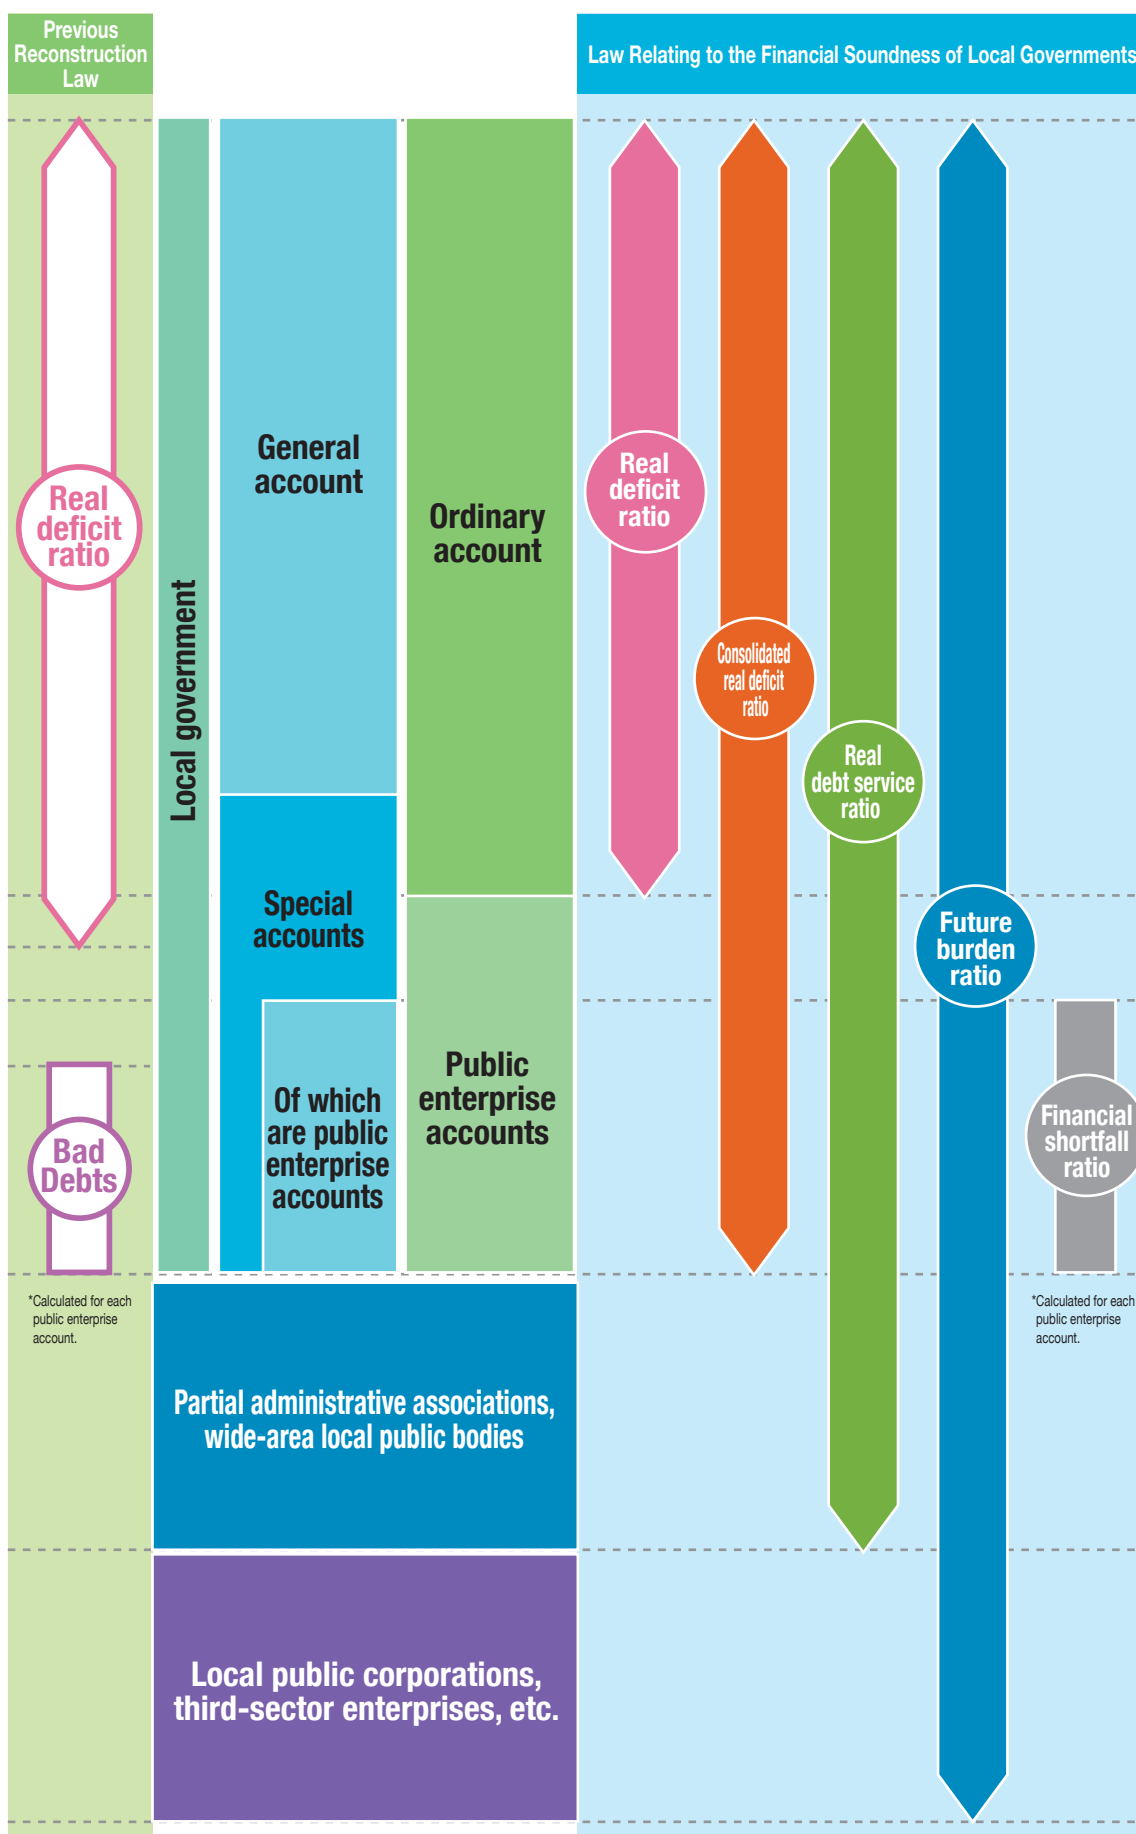 Previous
Reconstruction
Law
Law Relating to the Financial Soundness of Local Governments
Real
deficit
ratio
Bad
Debts
*Calculated for each
public enterprise
account.
Local government
General
account
Special
accounts
Of which
are public
enterprise
accounts
Ordinary
account
Public
enterprise
accounts
Partial administrative associations,
wide-area local public bodies
Local public corporations,
third-sector enterprises, etc.
Real
deficit
ratio
Consolidated
real deficit
ratio
Real
debt service
ratio
Future
burden
ratio
Financial
shortfall
ratio
*Calculated for each
public enterprise
account.